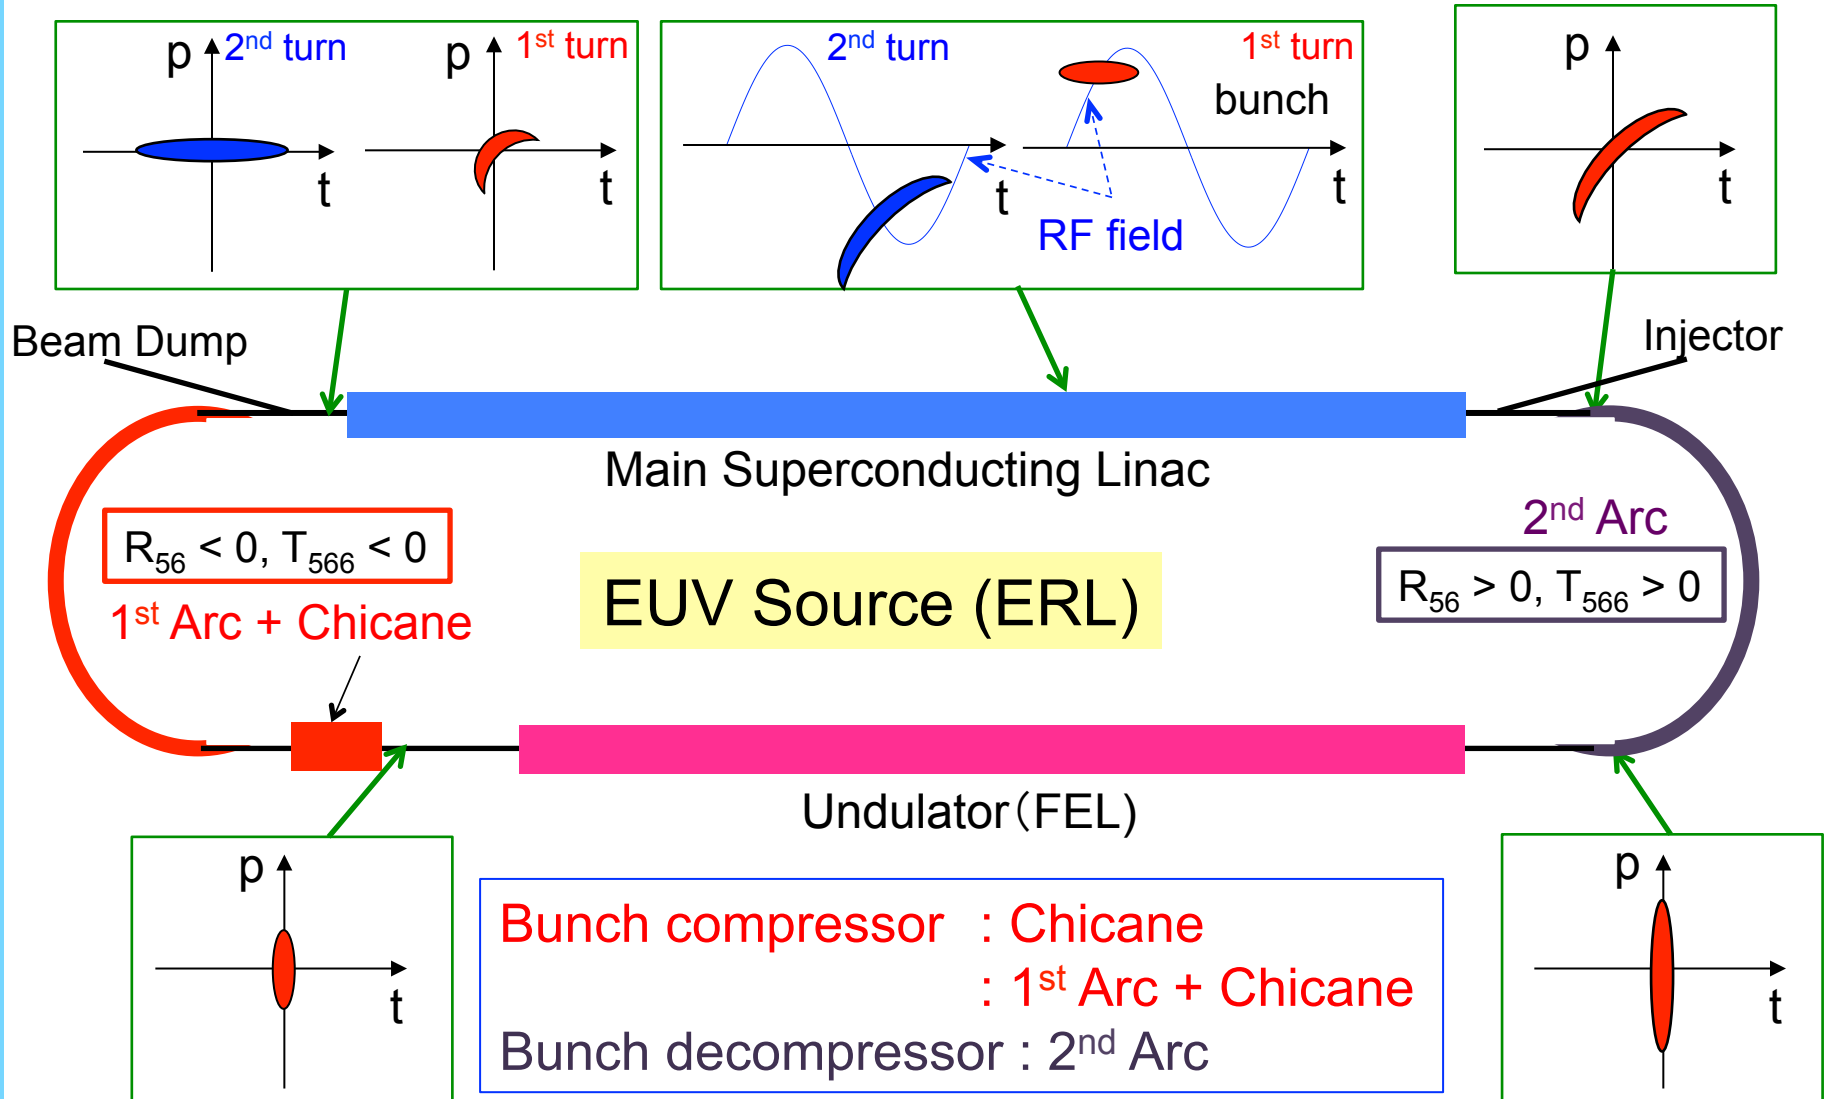 p
2nd turn
p
1st turn
t
t
2nd turn
1st turn
bunch
t
t
RF field
p
t
Beam Dump
Injector
Main Superconducting Linac
R56 < 0, T566 < 0
1st Arc + Chicane
EUV Source (ERL)
2nd Arc
R56 > 0, T566 > 0
Undulator（FEL)
p
t
p
t
Bunch compressor : Chicane
: 1st Arc + Chicane
Bunch decompressor : 2nd Arc